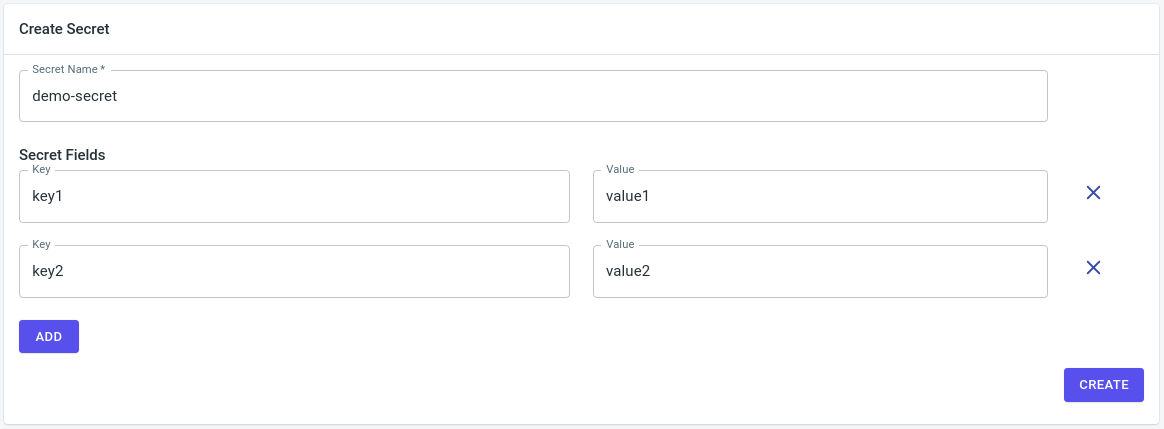 Create Secret
Secret Name *
demo-secret
Secret Fields
Key Value
key1 value1
Key Value
key2 value2
ADD
CREATE